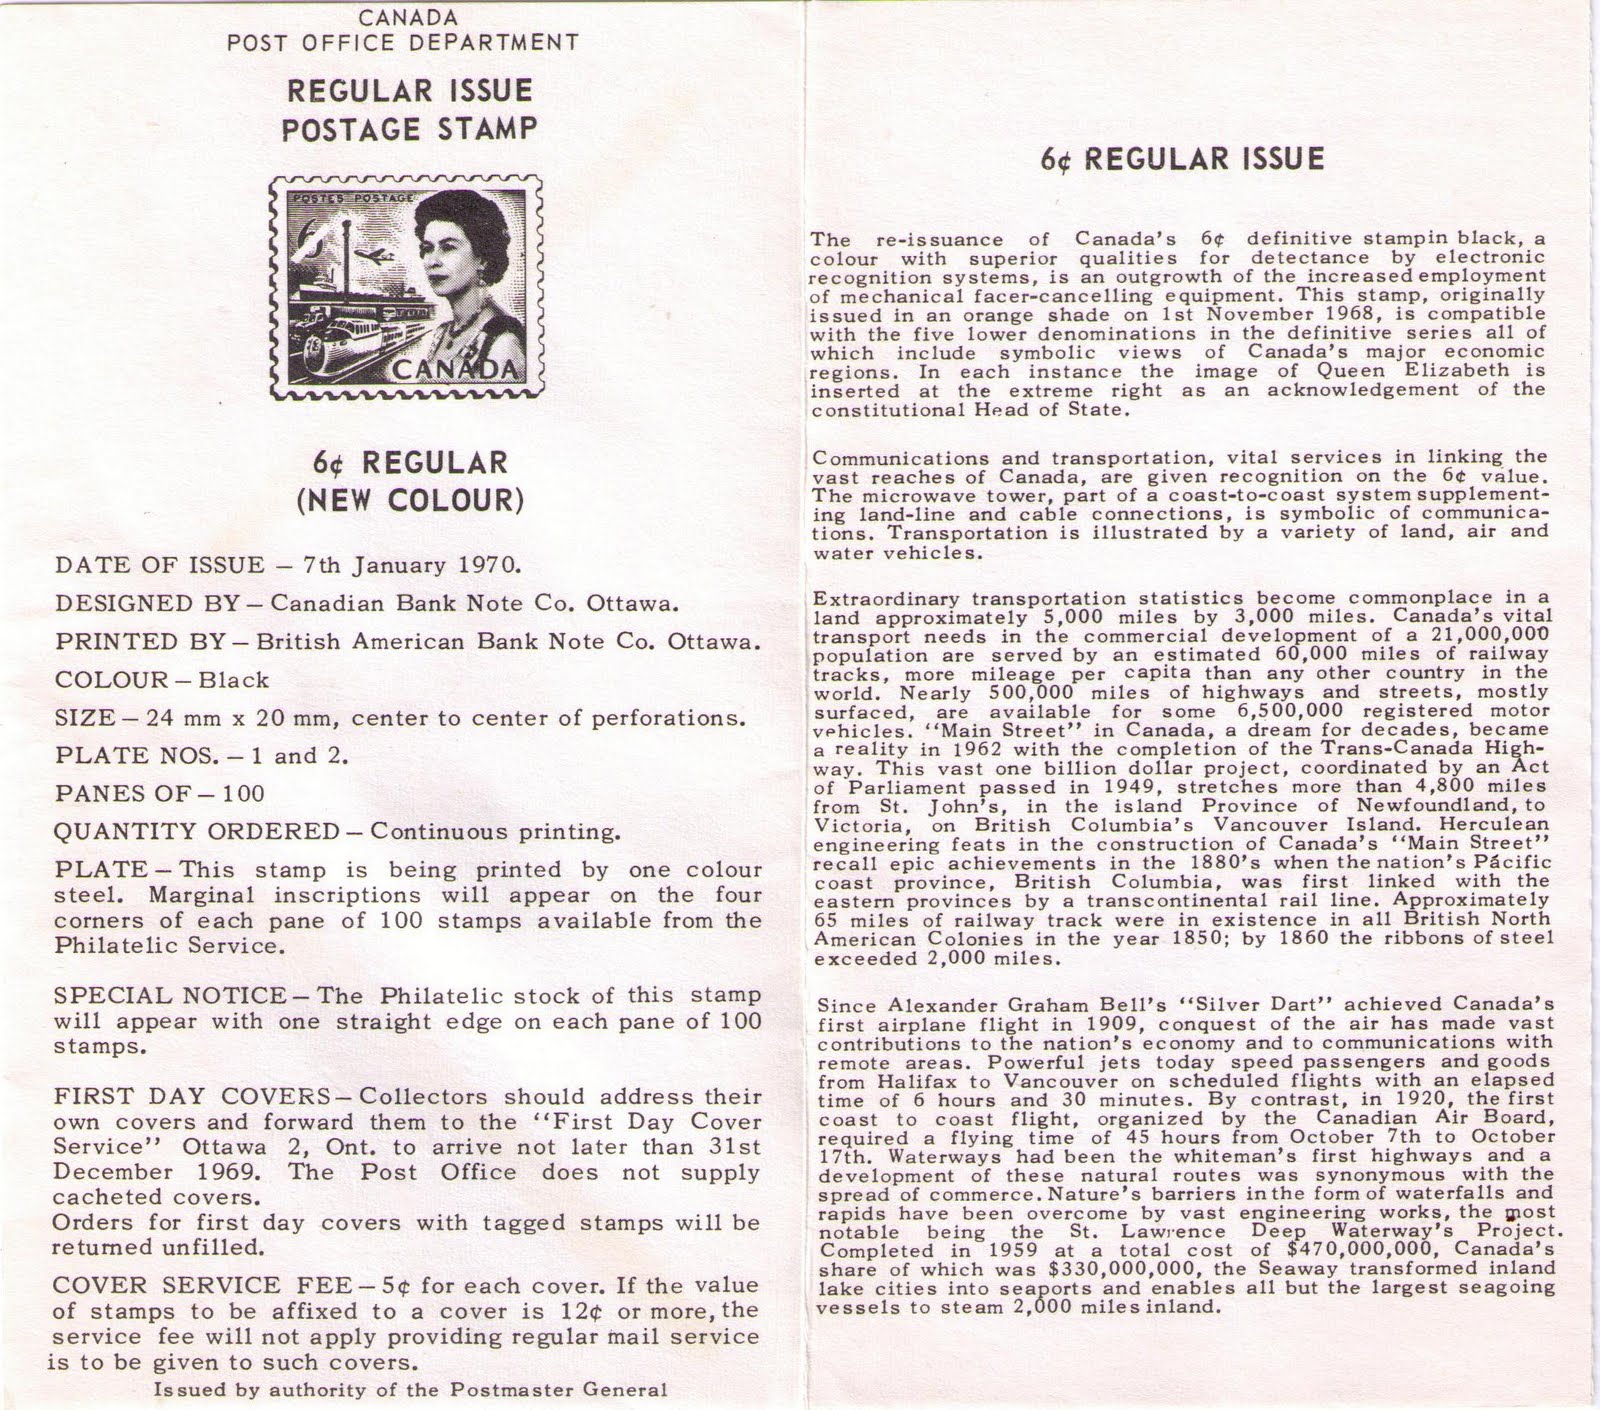 CANADA
POST OFFICE DEPARTMENT
REGULAR ISSUE
POSTAGE STAMP
POSTES POSTAGE
6
CANADA
6¢ REGULAR
(NEW COLOUR)
DATE OF ISSUE – 7th January 1970.
DESIGNED BY – Canadian Bank Note Co. Ottawa.
PRINTED BY – British American Bank Note Co. Ottawa.
COLOUR – Black
SIZE – 24 mm x 20 mm, center to center of perforations.
PLATE NOS. – 1 and 2.
PANES OF – 100
QUANTITY ORDERED – Continuous printing.
PLATE – This stamp is being printed by one colour
steel. Marginal inscriptions will appear on the four
corners of each pane of 100 stamps available from the
Philatelic Service.
SPECIAL NOTICE – The Philatelic stock of this stamp
will appear with one straight edge on each pane of 100
stamps.
FIRST DAY COVERS – Collectors should address their
own covers and forward them to the "First Day Cover
Service" Ottawa 2, Ont. to arrive not later than 31st
December 1969. The Post Office does not supply
cacheted covers.
Orders for first day covers with tagged stamps will be
returned unfilled.
COVER SERVICE FEE – 5¢ for each cover. If the value
of stamps to be affixed to a cover is 12¢ or more, the
service fee will not apply providing regular mail service
is to be given to such covers.
Issued by authority of the Postmaster General
6¢ REGULAR ISSUE
The re-issuance of Canada's 6¢ definitive stampin black, a
colour with superior qualities for detectance by electronic
recognition systems, is an outgrowth of the increased employment
of mechanical facer-cancelling equipment. This stamp, originally
issued in an orange shade on 1st November 1968, is compatible
with the five lower denominations in the definitive series all of
which include symbolic views of Canada's major economic
regions. In each instance the image of Queen Elizabeth is
inserted at the extreme right as an acknowledgement of the
constitutional Head of State.
Communications and transportation, vital services in linking the
vast reaches of Canada, are given recognition on the 6¢ value.
The microwave tower, part of a coast-to-coast system supplement-
ing land-line and cable connections, is symbolic of communica-
tions. Transportation is illustrated by a variety of land, air and
water vehicles.
Extraordinary transportation statistics become commonplace in a
land approximately 5,000 miles by 3,000 miles. Canada's vital
transport needs in the commercial development of a 21,000,000
population are served by an estimated 60,000 miles of railway
tracks, more mileage per capita than any other country in the
world. Nearly 500,000 miles of highways and streets, mostly
surfaced, are available for some 6,500,000 registered motor
vehicles. "Main Street" in Canada, a dream for decades, became
a reality in 1962 with the completion of the Trans-Canada High-
way. This vast one billion dollar project, coordinated by an Act
of Parliament passed in 1949, stretches more than 4,800 miles
from St. John's, in the island Province of Newfoundland, to
Victoria, on British Columbia's Vancouver Island. Herculean
engineering feats in the construction of Canada's "Main Street"
recall epic achievements in the 1880's when the nation's Pacific
coast province, British Columbia, was first linked with the
eastern provinces by a transcontinental rail line. Approximately
65 miles of railway track were in existence in all British North
American Colonies in the year 1850; by 1860 the ribbons of steel
exceeded 2,000 miles.
Since Alexander Graham Bell's "Silver Dart" achieved Canada's
first airplane flight in 1909, conquest of the air has made vast
contributions to the nation's economy and to communications with
remote areas. Powerful jets today speed passengers and goods
from Halifax to Vancouver on scheduled flights with an elapsed
time of 6 hours and 30 minutes. By contrast, in 1920, the first
coast to coast flight, organized by the Canadian Air Board,
required a flying time of 45 hours from October 7th to October
17th. Waterways had been the whiteman's first highways and a
development of these natural routes was synonymous with the
spread of commerce. Nature's barriers in the form of waterfalls and
rapids have been overcome by vast engineering works, the most
notable being the St. Lawrence Deep Waterway's Project.
Completed in 1959 at a total cost of $470,000,000, Canada's
share of which was $330,000,000, the Seaway transformed inland
lake cities into seaports and enables all but the largest seagoing
vessels to steam 2,000 miles inland.